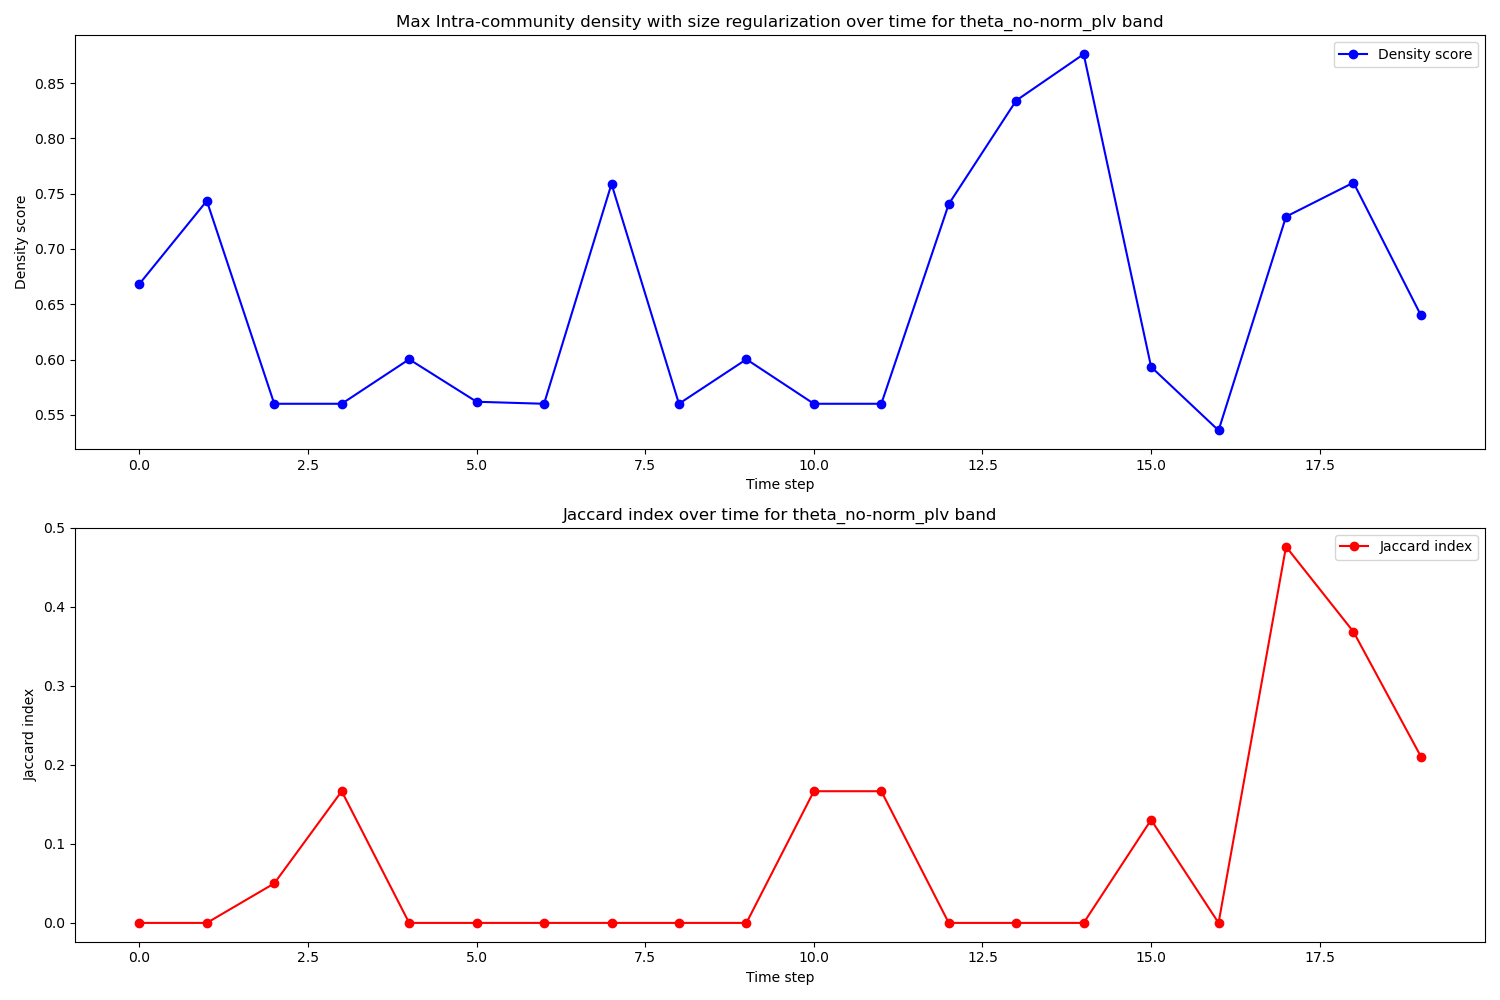 Max Intra-community density with size regularization over time for theta_no-norm_plv band
Density score
Density score
0.85
0.80
0.75
0.70
0.65
0.60
0.55
0.0 2.5 5.0 7.5 10.0 12.5 15.0 17.5
Time step
Jaccard index over time for theta_no-norm_plv band
Jaccard index
Jaccard index
0.5
0.4
0.3
0.2
0.1
0.0
0.0 2.5 5.0 7.5 10.0 12.5 15.0 17.5
Time step